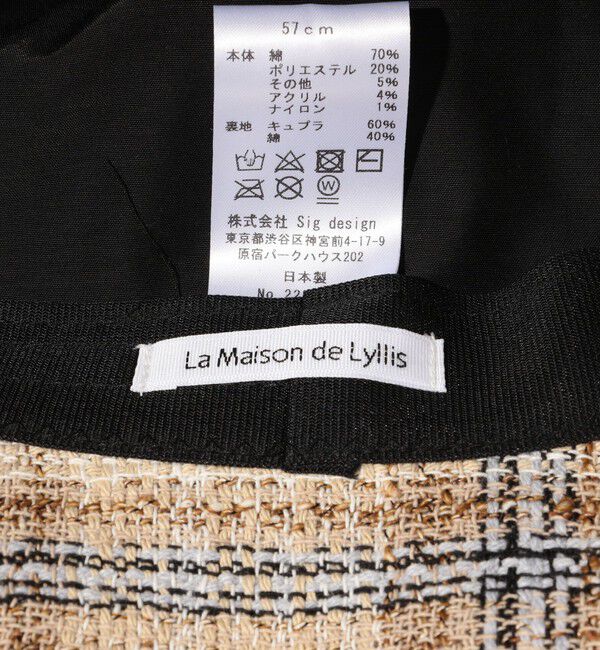 57cm
本体 綿 70%
ポリエステル 20%
その他 5%
アクリル 4%
ナイロン 1%
裏地 キュプラ 60%
綿 40%
W
株式会社 Sig design
東京都渋谷区神宮前4-17-9
原宿パークハウス202
日本製
La Maison de Lyllis